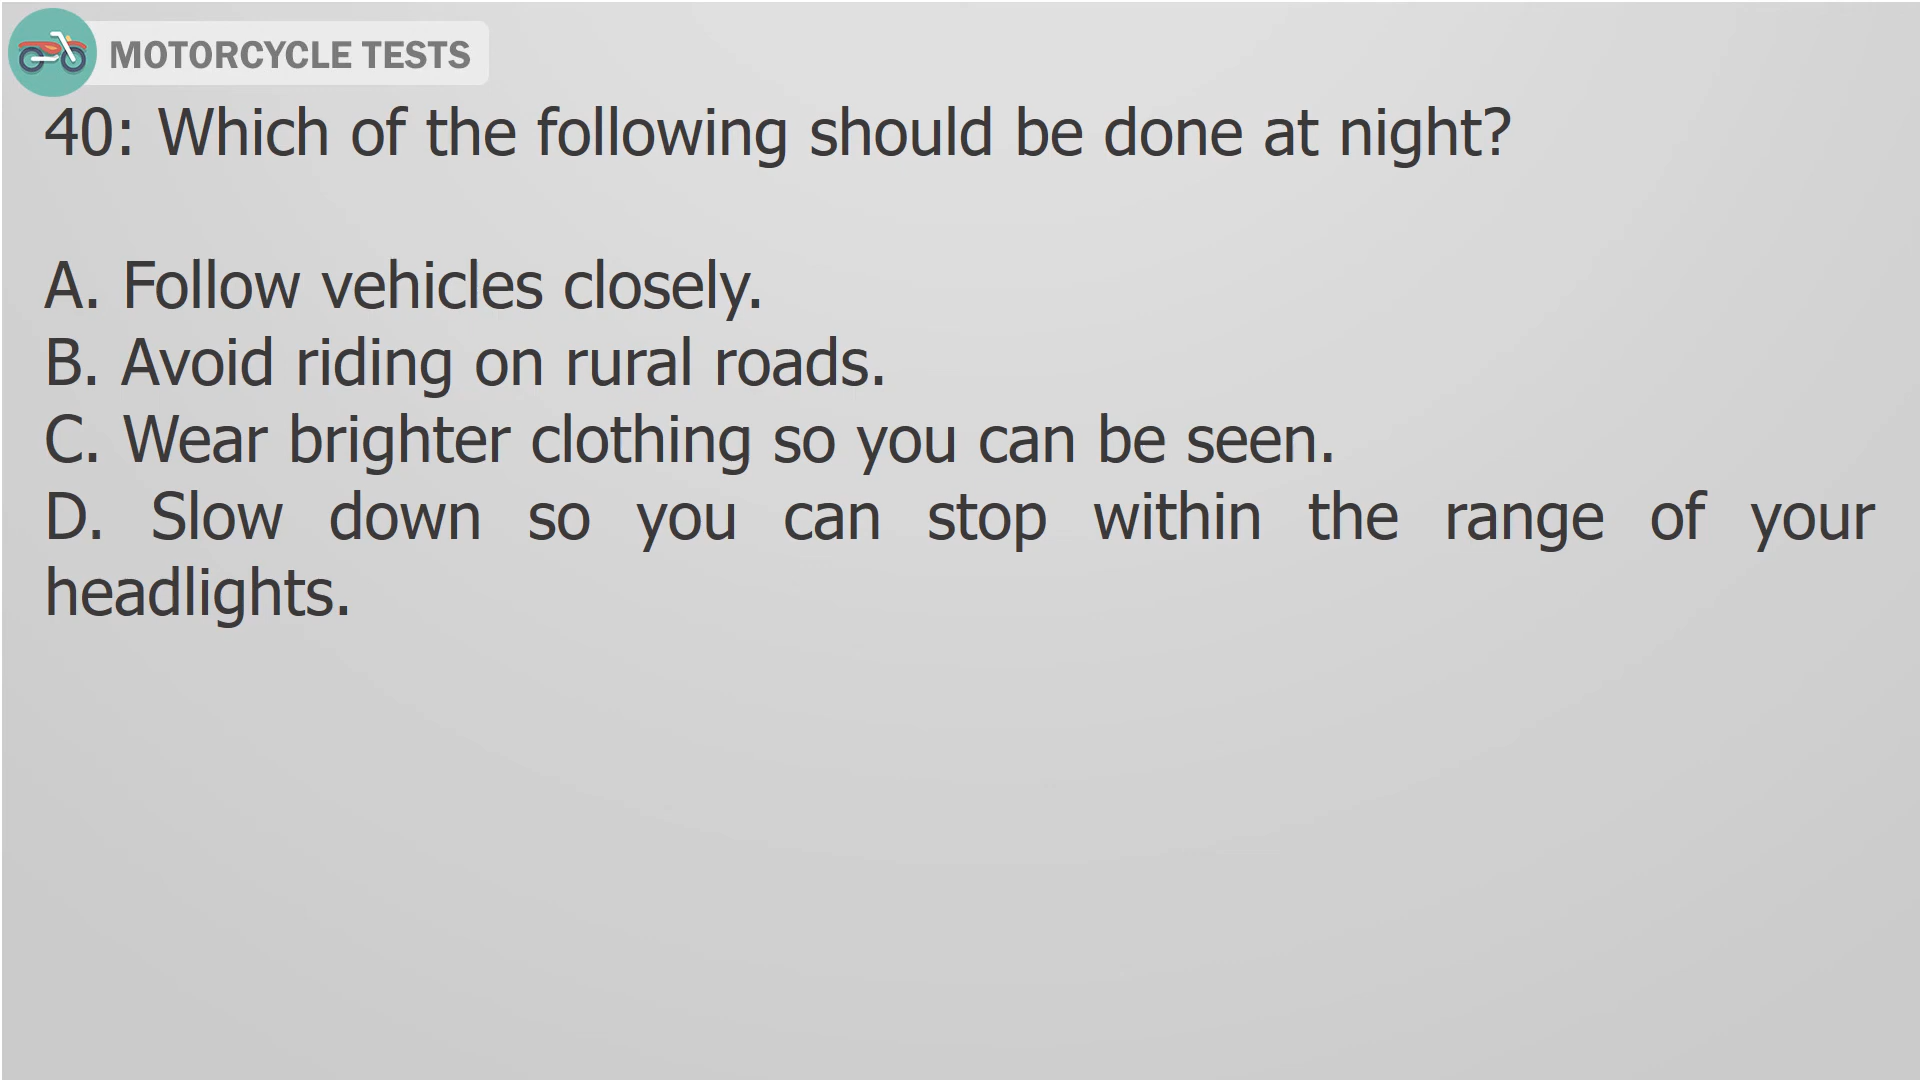 MOTORCYCLE TESTS
40: Which of the following should be done at night?
A. Follow vehicles closely.
B. Avoid riding on rural roads.
C. Wear brighter clothing so you can be seen.
D. Slow down so you can stop within the range of your
headlights.